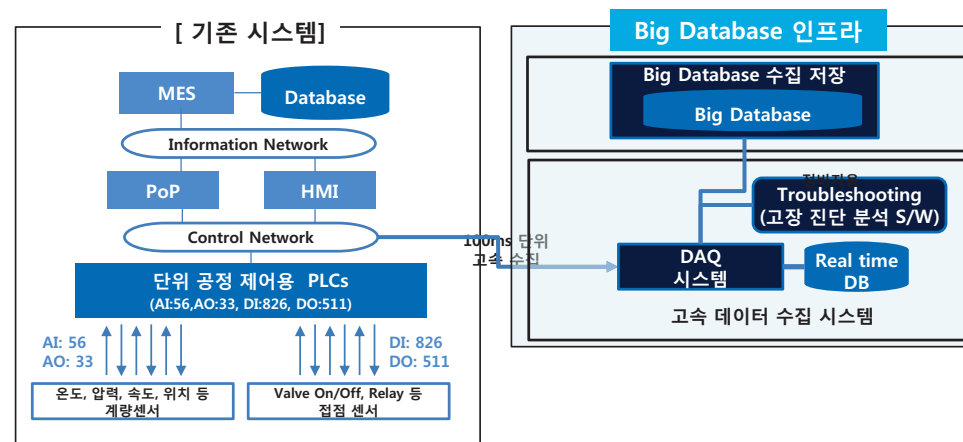 [ 기존 시스템]
MES
Database
Information Network
PoP
HMI
Control Network
단위 공정 제어용 PLCs
(AI:56,AO:33, DI:826, DO:511)
AI: 56
AO: 33
DI: 826
DO: 511
온도, 압력, 속도, 위치 등
계량센서
Valve On/Off, Relay 등
접점 센서
100ms 단위
고속 수집
Big Database 인프라
Big Database 수집 저장
Big Database
Troubleshooting
(고장 진단 분석 S/W)
DAQ
시스템
Real time
DB
고속 데이터 수집 시스템